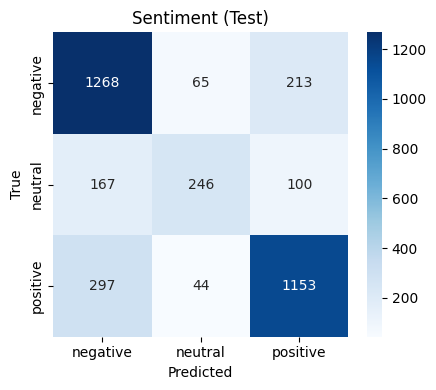 Sentiment (Test)
True
negative
neutral
positive
1268 65 213
167 246 100
297 44 1153
negative neutral positive
Predicted
1200
1000
800
600
400
200